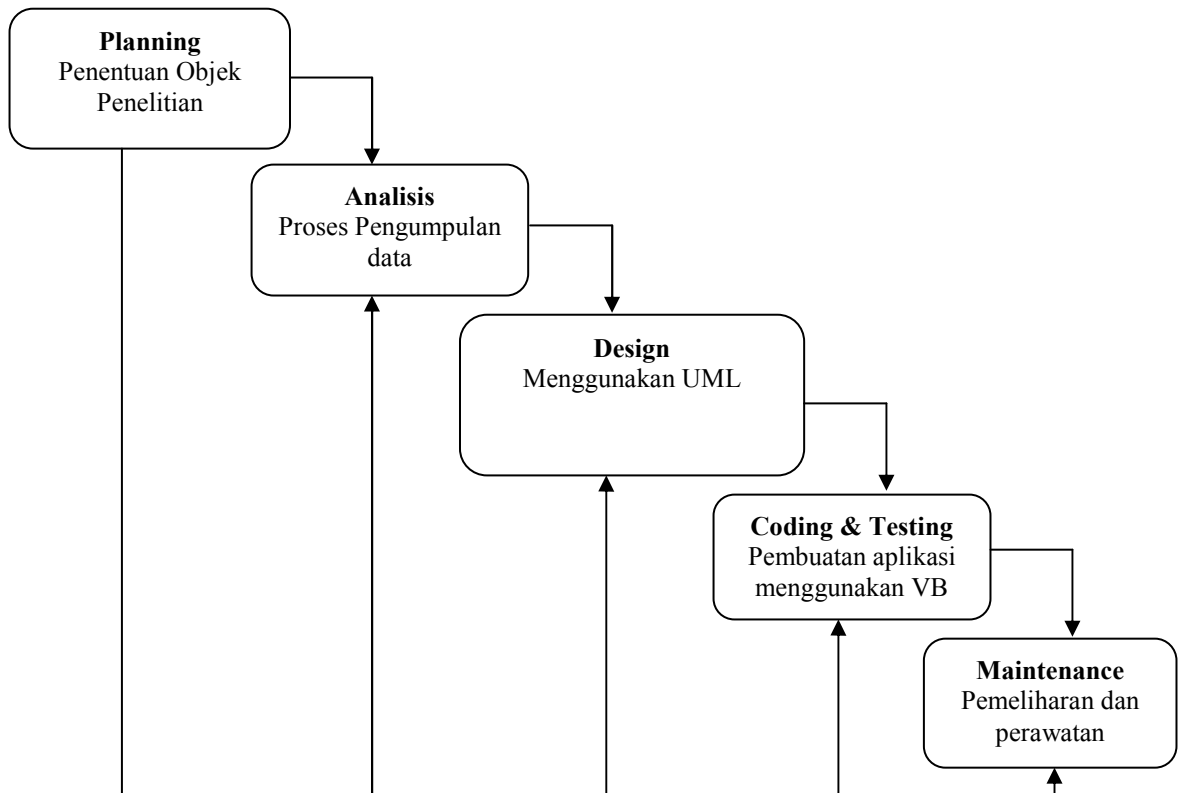 Planning
Penentuan Objek
Penelitian
Analisis
Proses Pengumpulan
data
Design
Menggunakan UML
Coding & Testing
Pembuatan aplikasi
menggunakan VB
Maintenance
Pemeliharan dan
perawatan